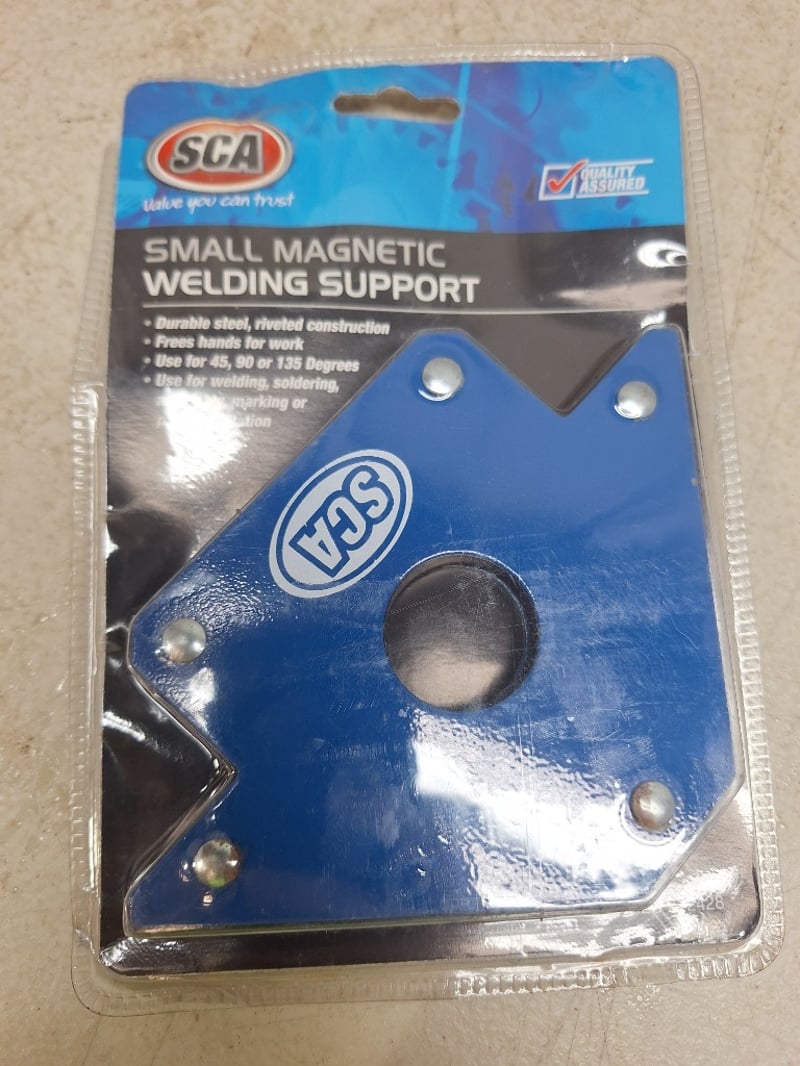 SCA
Value you can trust
QUALITY
ASSURED
SMALL MAGNETIC
WELDING SUPPORT
• Durable steel, riveted construction
• Frees hands for work
• Use for 45, 90 or 135 Degrees
• Use for welding, soldering,
marking or
SCA